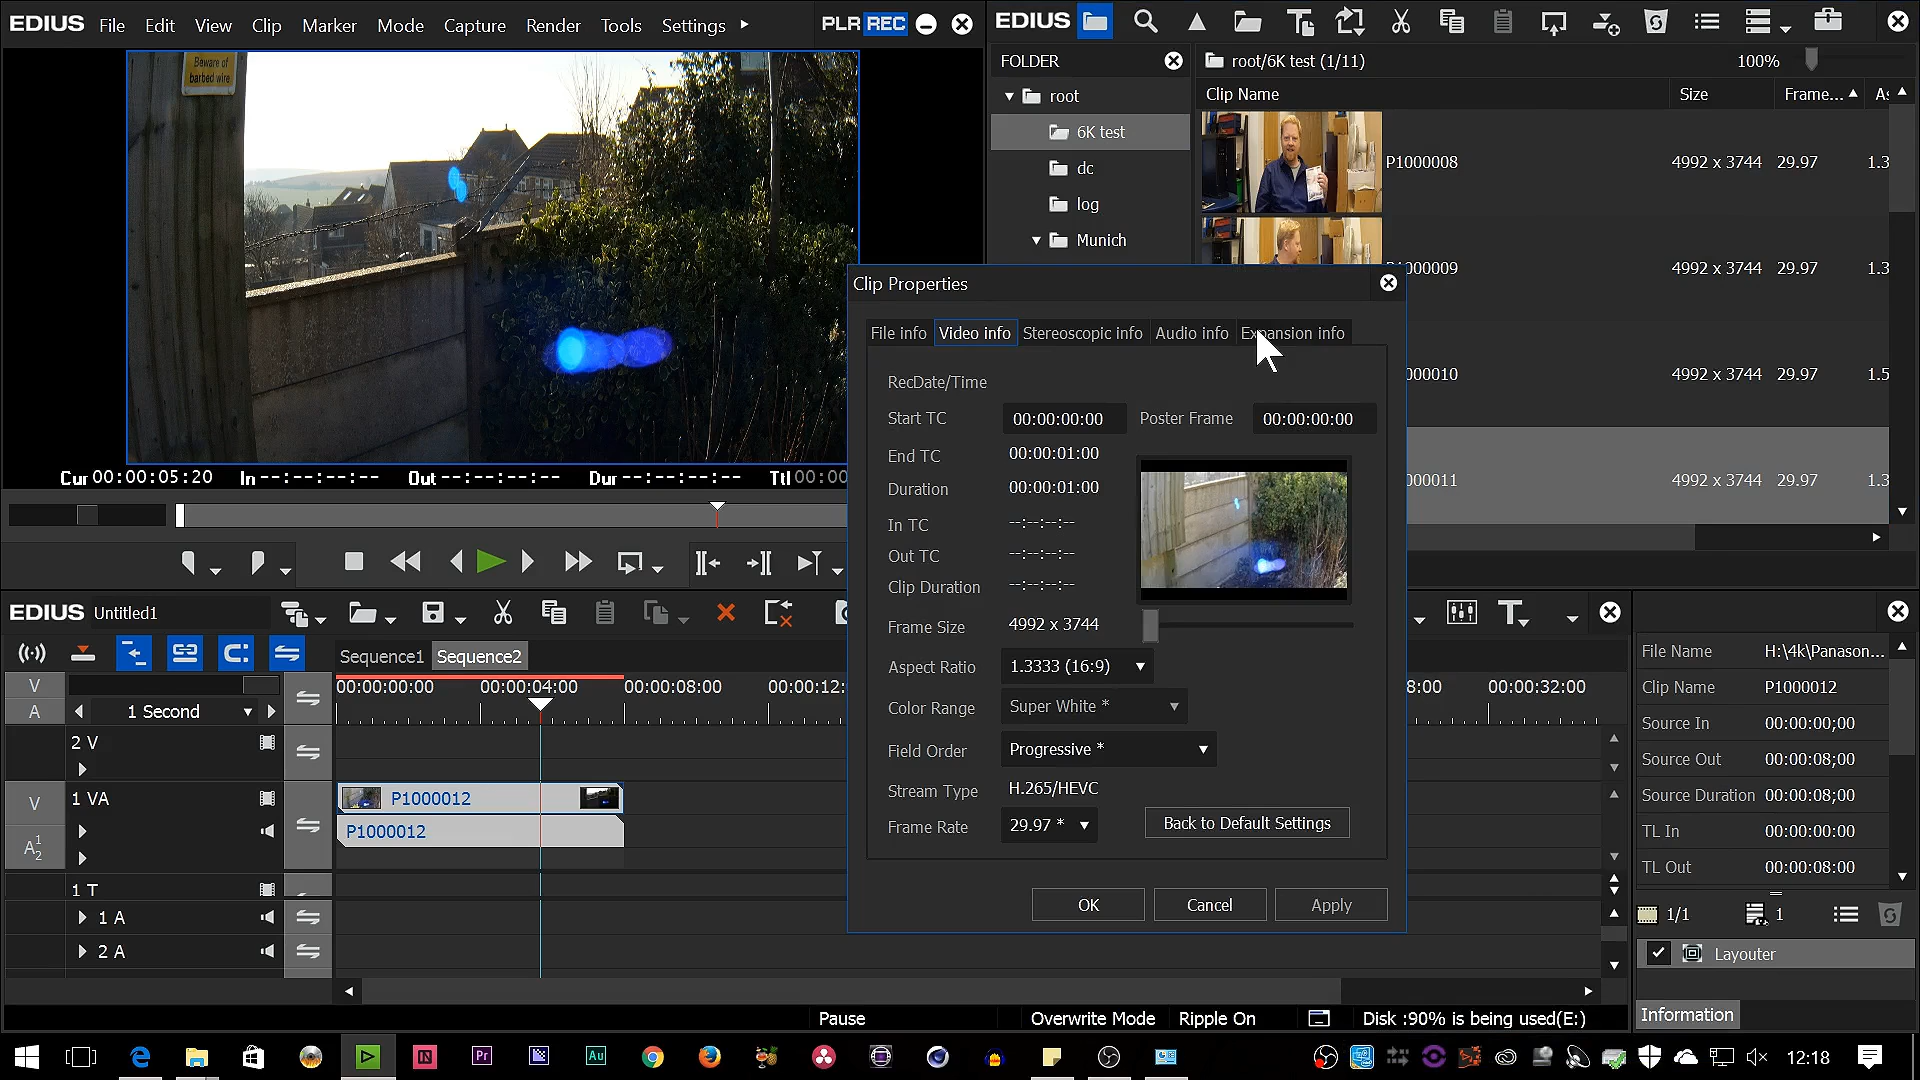 EDIUS File Edit View Clip Marker Mode Capture Render Tools Settings PLR REC
Beware of
barbed wire
Cur 00:00:05:20 In --:--:--:-- Out --:--:--:-- Dur --:--:--:-- Ttl 00:00
EDIUS
FOLDER
root
6K test
dc
log
Munich
root/6K test (1/11)
100%
Clip Name Size Frame... As
P1000008 4992 x 3744 29.97 1.3
P1000009 4992 x 3744 29.97 1.3
000010 4992 x 3744 29.97 1.5
000011 4992 x 3744 29.97 1.3
Clip Properties
File info Video info Stereoscopic info Audio info Expansion info
RecDate/Time
Start TC 00:00:00:00 Poster Frame 00:00:00:00
End TC 00:00:01:00
Duration 00:00:01:00
In TC --:--:--:--
Out TC --:--:--:--
Clip Duration --:--:--:--
Frame Size 4992 x 3744
Aspect Ratio 1.3333 (16:9)
Color Range Super White *
Field Order Progressive *
Stream Type H.265/HEVC
Frame Rate 29.97 * Back to Default Settings
OK Cancel Apply
EDIUS Untitled1
Sequence1 Sequence2
00:00:00:00 00:00:04:00 00:00:08:00 00:00:12: 8:00 00:00:32:00
V
A
1 Second
2 V
V
1 VA
A 1 2
P1000012
P1000012
1 T
1 A
2 A
File Name H:\4k\Panason...
Clip Name P1000012
Source In 00:00:00;00
Source Out 00:00:08;00
Source Duration 00:00:08;00
TL In 00:00:00:00
TL Out 00:00:08:00
1/1 1
Layouter
Information
Pause Overwrite Mode Ripple On Disk :90% is being used(E:)
N Pr Au
12:18